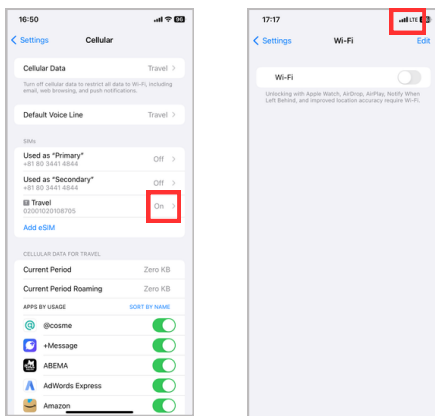 16:50
96
Settings
Cellular
Cellular Data
Travel
Turn off cellular data to restrict all data to Wi-Fi, including
email, web browsing, and push notifications.
Default Voice Line
Travel
SIMs
Used as "Primary"
Off
+81 80 3441 4644
Used as "Secondary"
Off
+81 80 3441 4644
Travel
On
02001020108705
Add eSIM
CELLULAR DATA FOR TRAVEL
Current Period
Zero KB
Current Period Roaming
Zero KB
APPS BY USAGE
SORT BY NAME
@cosme
+Message
ABEMA
AdWords Express
Amazon
17:17
LTE
Settings
Wi-Fi
Edit
Wi-Fi
Unlocking with Apple Watch, AirDrop, AirPlay, Notify When
Left Behind, and improved location accuracy require Wi-Fi.